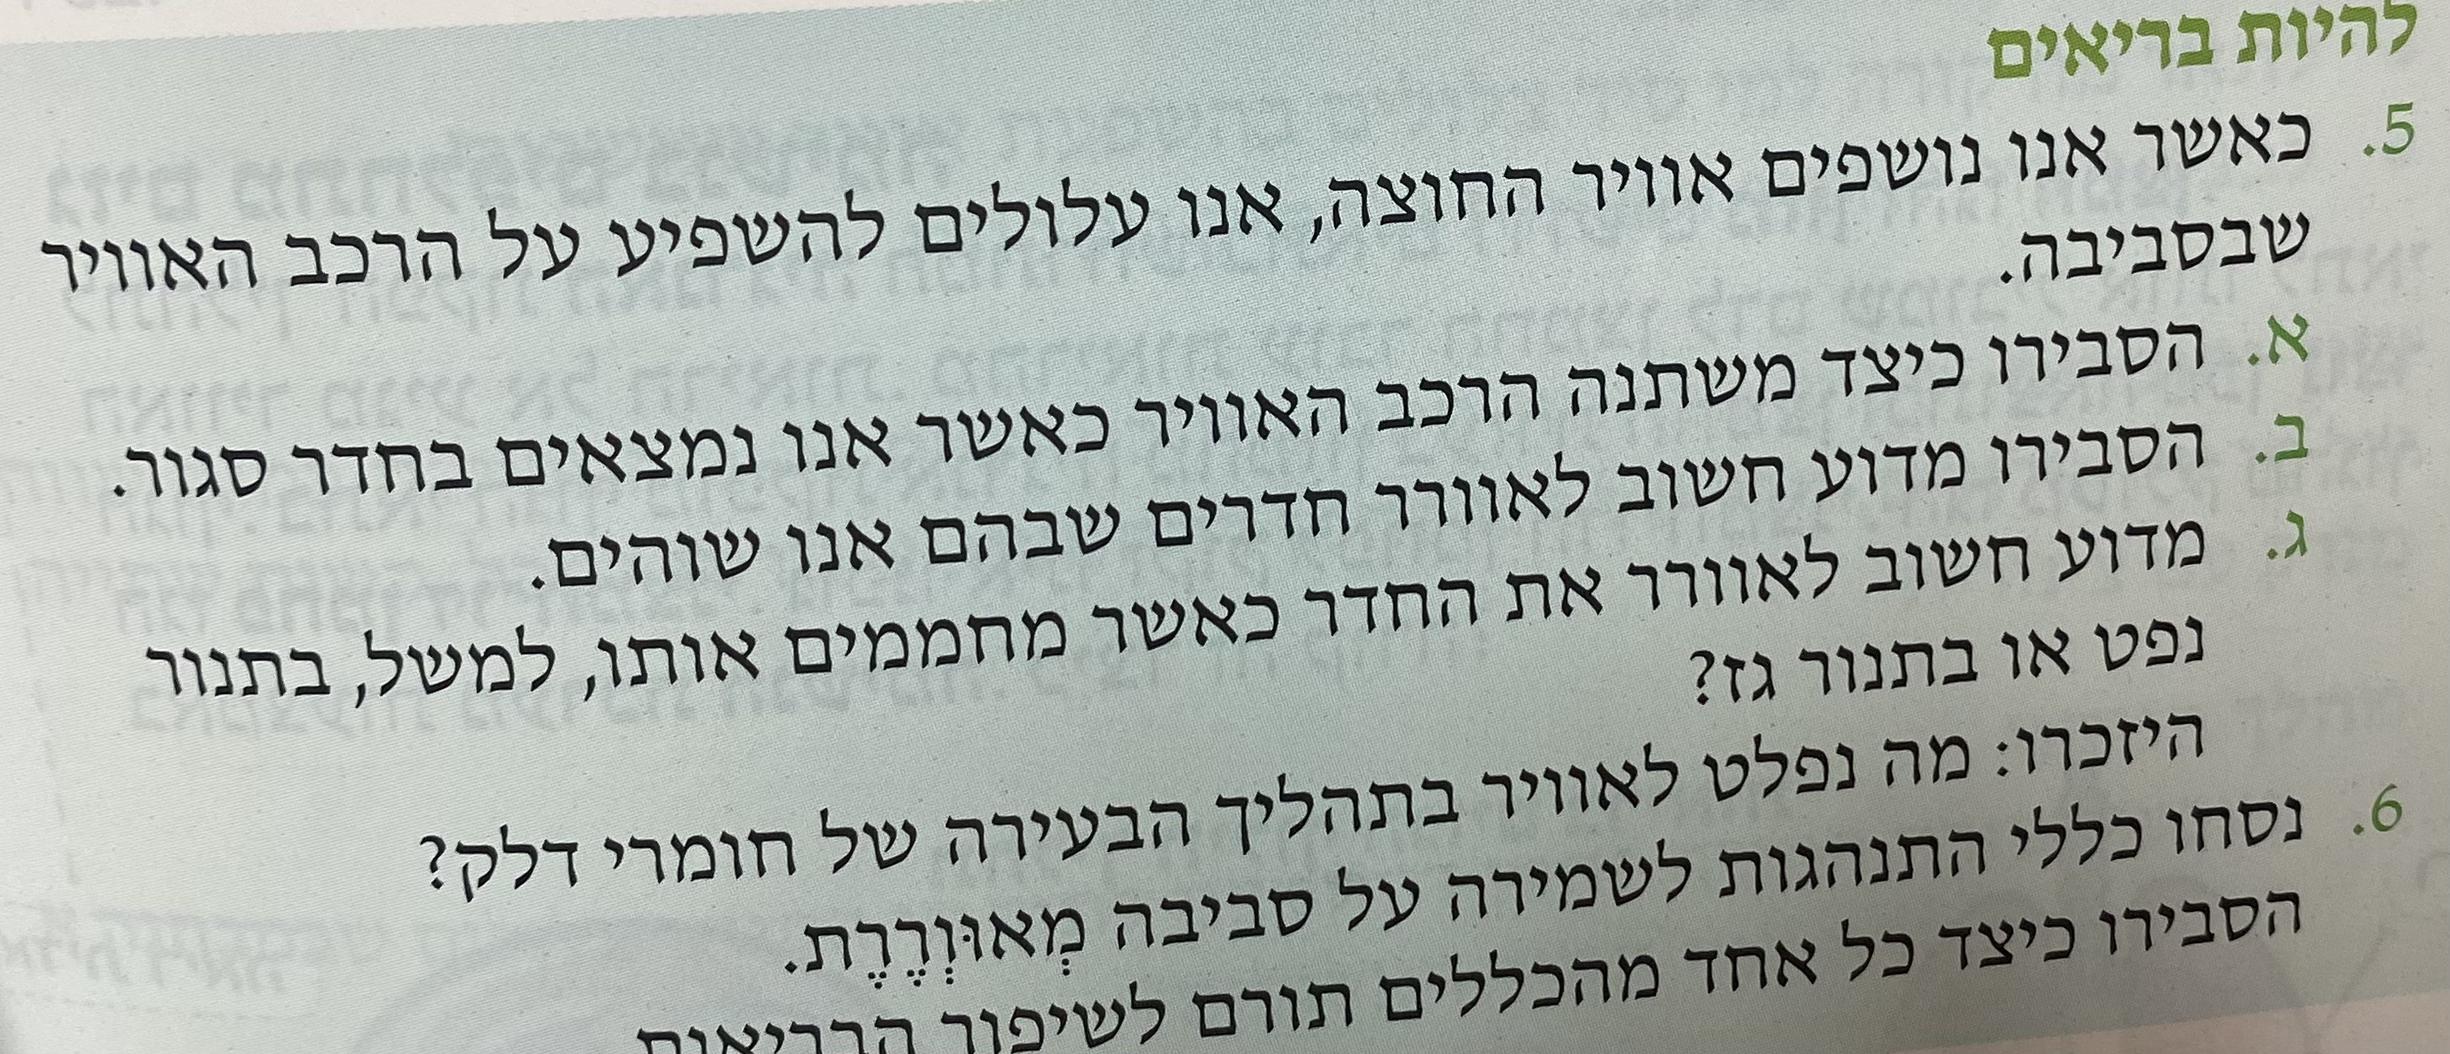 להיות בריאים
5. כאשר אנו נושפים אוויר החוצה, אנו עלולים להשפיע על הרכב האוויר
שבסביבה.
א. הסבירו כיצד משתנה הרכב האוויר כאשר אנו נמצאים בחדר סגור.
ב. הסבירו מדוע חשוב לאוורר חדרים שבהם אנו שוהים.
ג. מדוע חשוב לאוורר את החדר כאשר מחממים אותו, למשל, בתנור
נפט או בתנור גז?
היזכרו: מה נפלט לאוויר בתהליך הבעירה של חומרי דלק?
6. נסחו כללי התנהגות לשמירה על סביבה מְאוּוְרֶרֶת.
הסבירו כיצד כל אחד מהכללים תורם לשיפור הבריאות